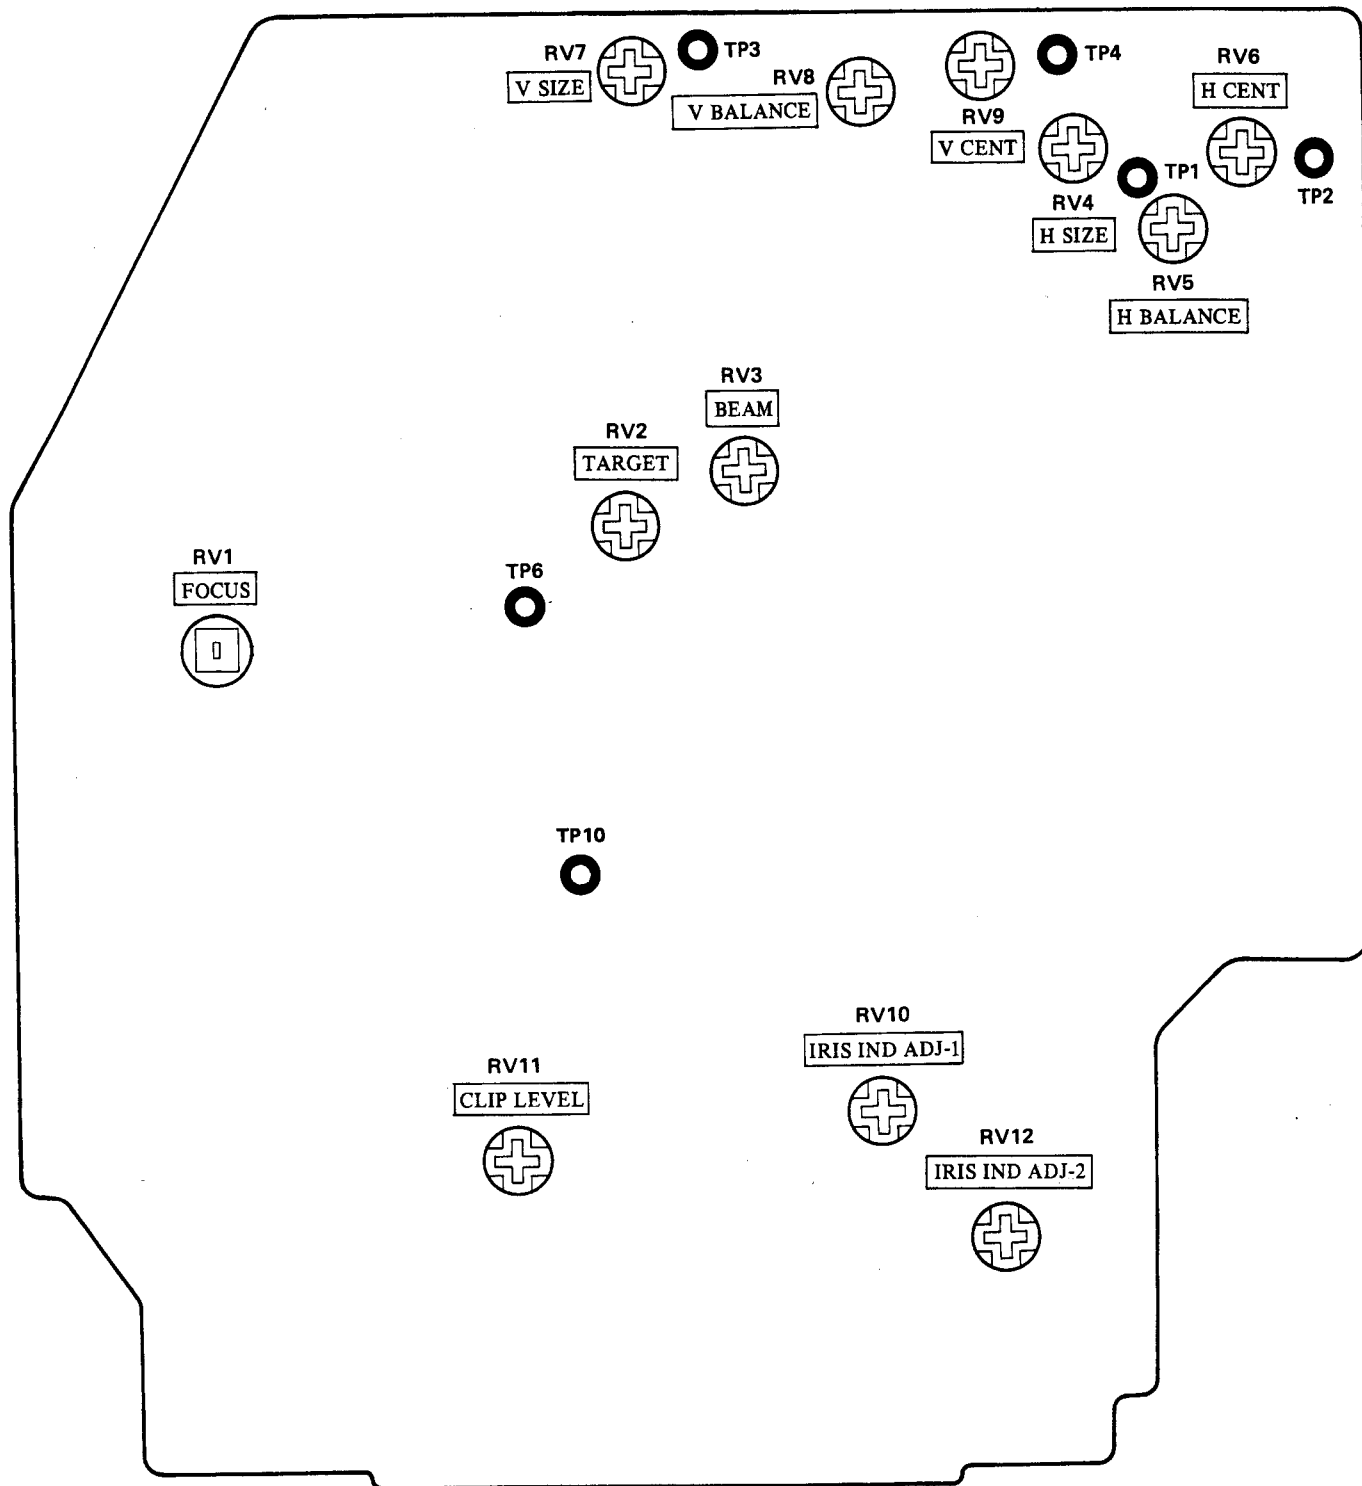 RV7
V SIZE
TP3
RV8
V BALANCE
TP4
RV9
V CENT
RV6
H CENT
TP1
TP2
RV4
H SIZE
RV5
H BALANCE
RV3
BEAM
RV2
TARGET
RV1
FOCUS
TP6
TP10
RV10
IRIS IND ADJ-1
RV11
CLIP LEVEL
RV12
IRIS IND ADJ-2